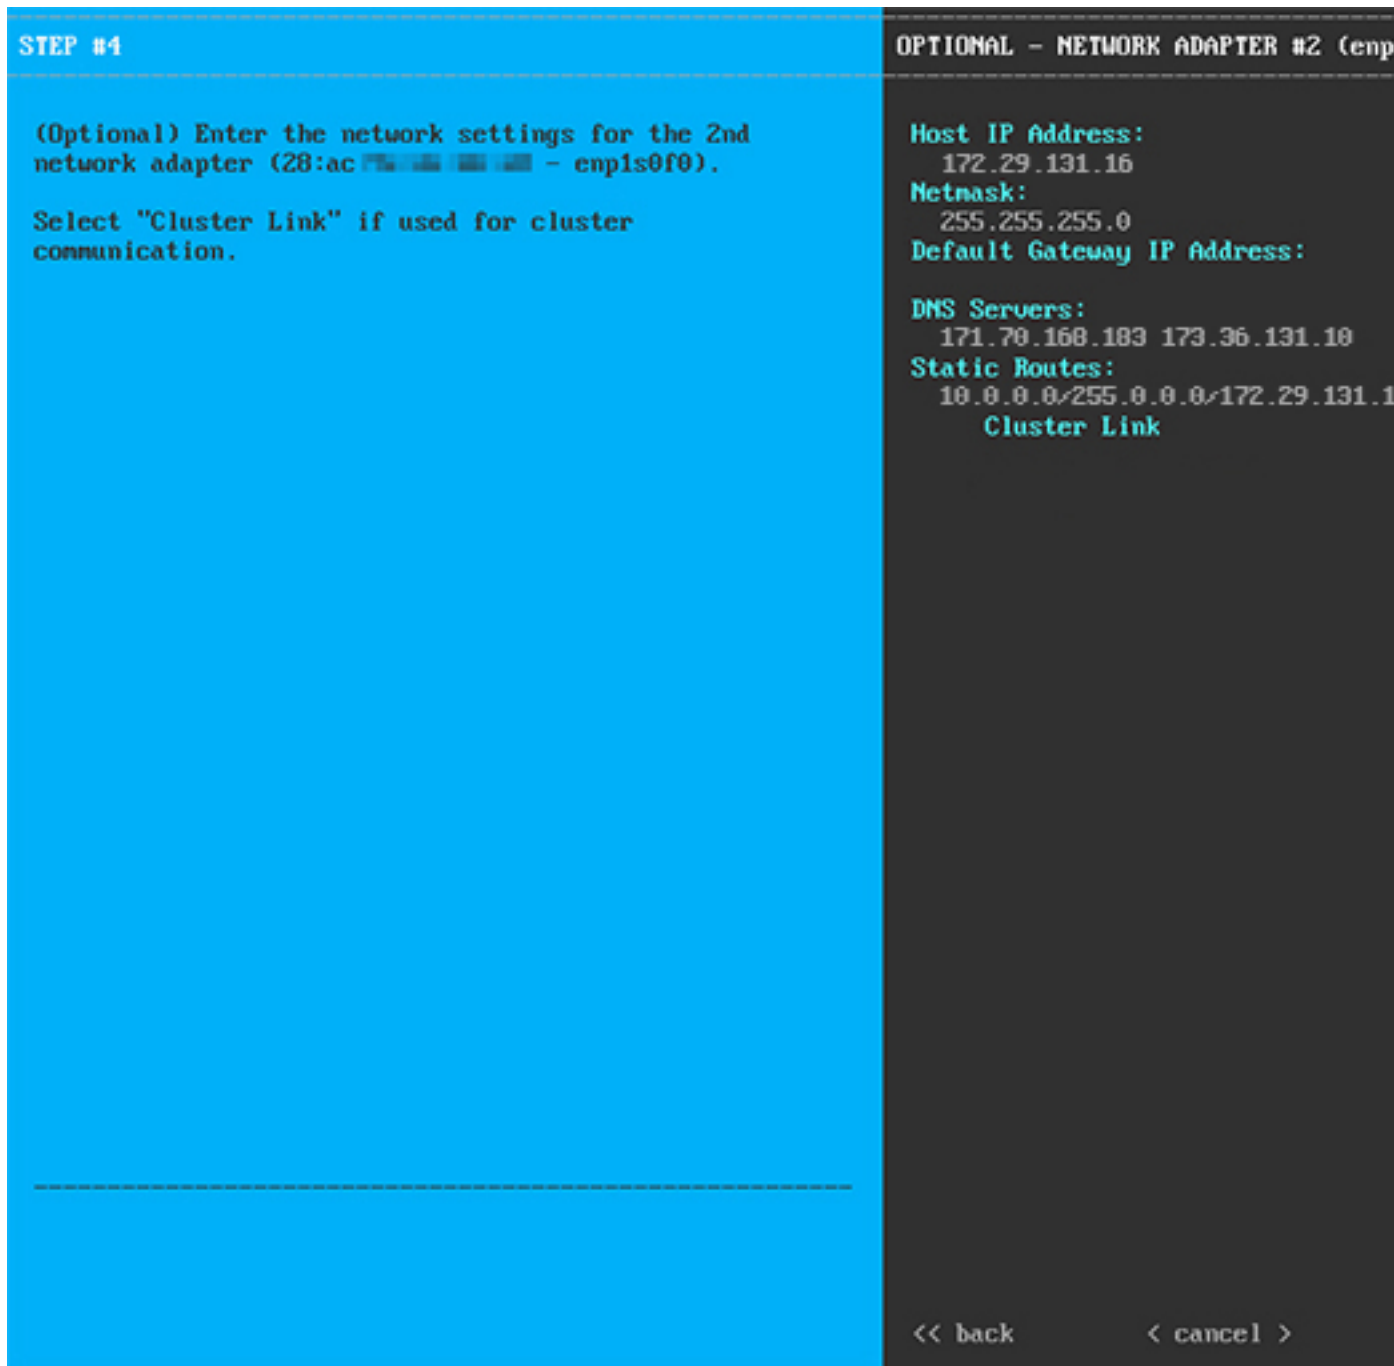 STEP #4
(Optional) Enter the network settings for the 2nd
network adapter (28:ac - enp1s0f0).
Select "Cluster Link" if used for cluster
communication.
OPTIONAL - NETWORK ADAPTER #2 (enp
Host IP Address:
172.29.131.16
Netmask:
255.255.255.0
Default Gateway IP Address:
DNS Servers:
171.70.168.183 173.36.131.10
Static Routes:
10.0.0.0/255.0.0.0/172.29.131.1
Cluster Link
<< back < cancel >